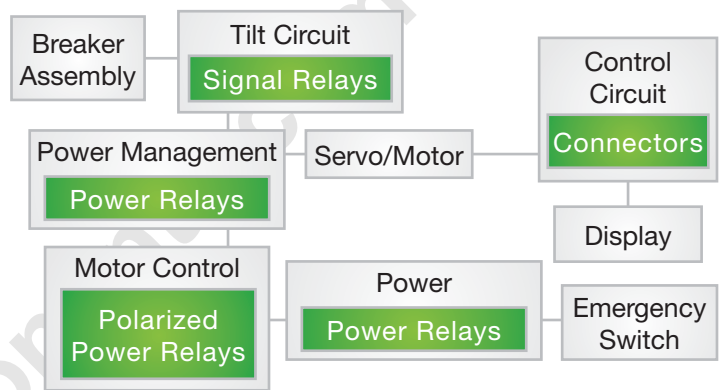 Breaker
Assembly
Tilt Circuit
Signal Relays
Control
Circuit
Connectors
Power Management
Power Relays
Servo/Motor
Display
Motor Control
Polarized
Power Relays
Power
Power Relays
Emergency
Switch